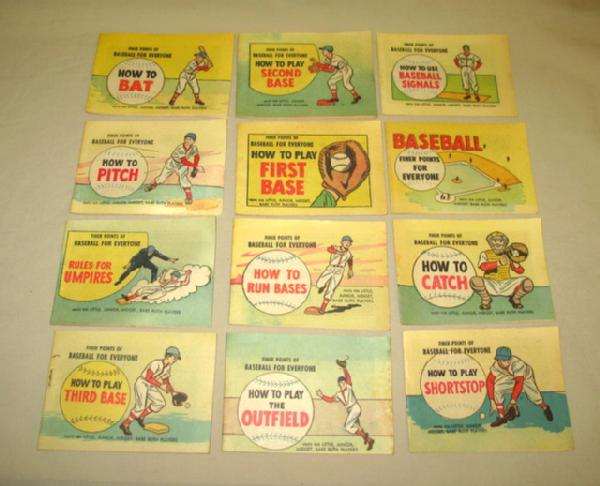 FINER POINTS OF
BASEBALL FOR EVERYONE
HOW TO
BAT
FINER POINTS OF
BASEBALL FOR EVERYONE
HOW TO PLAY
SECOND
BASE
FINER POINTS OF
BASEBALL FOR EVERYONE
HOW TO USE
BASEBALL
SIGNALS
FINER POINTS OF
BASEBALL FOR EVERYONE
HOW TO
PITCH
FINER POINTS OF
BASEBALL FOR EVERYONE
HOW TO PLAY
FIRST
BASE
BASEBALL
FINER POINTS
FOR EVERYONE
63
FINER POINTS OF
BASEBALL FOR EVERYONE
RULES FOR
UMPIRES
FINER POINTS OF
BASEBALL FOR EVERYONE
HOW TO
RUN BASES
FINER POINTS OF
BASEBALL FOR EVERYONE
HOW TO
CATCH
FINER POINTS OF
BASEBALL FOR EVERYONE
HOW TO PLAY
THIRD BASE
FINER POINTS OF
BASEBALL FOR EVERYONE
HOW TO PLAY
THE
OUTFIELD
FINER POINTS OF
BASEBALL FOR EVERYONE
HOW TO PLAY
SHORTSTOP